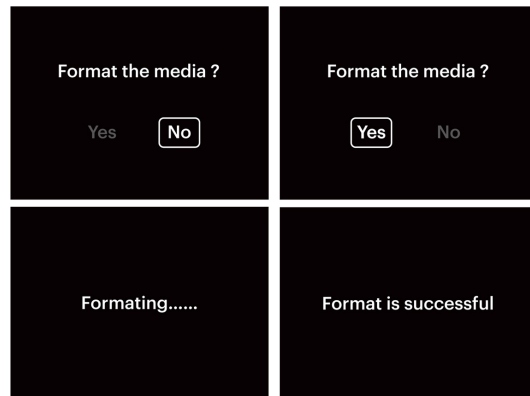 Format the media ?
Yes No
Format the media ?
Yes No
Formating......
Format is successful